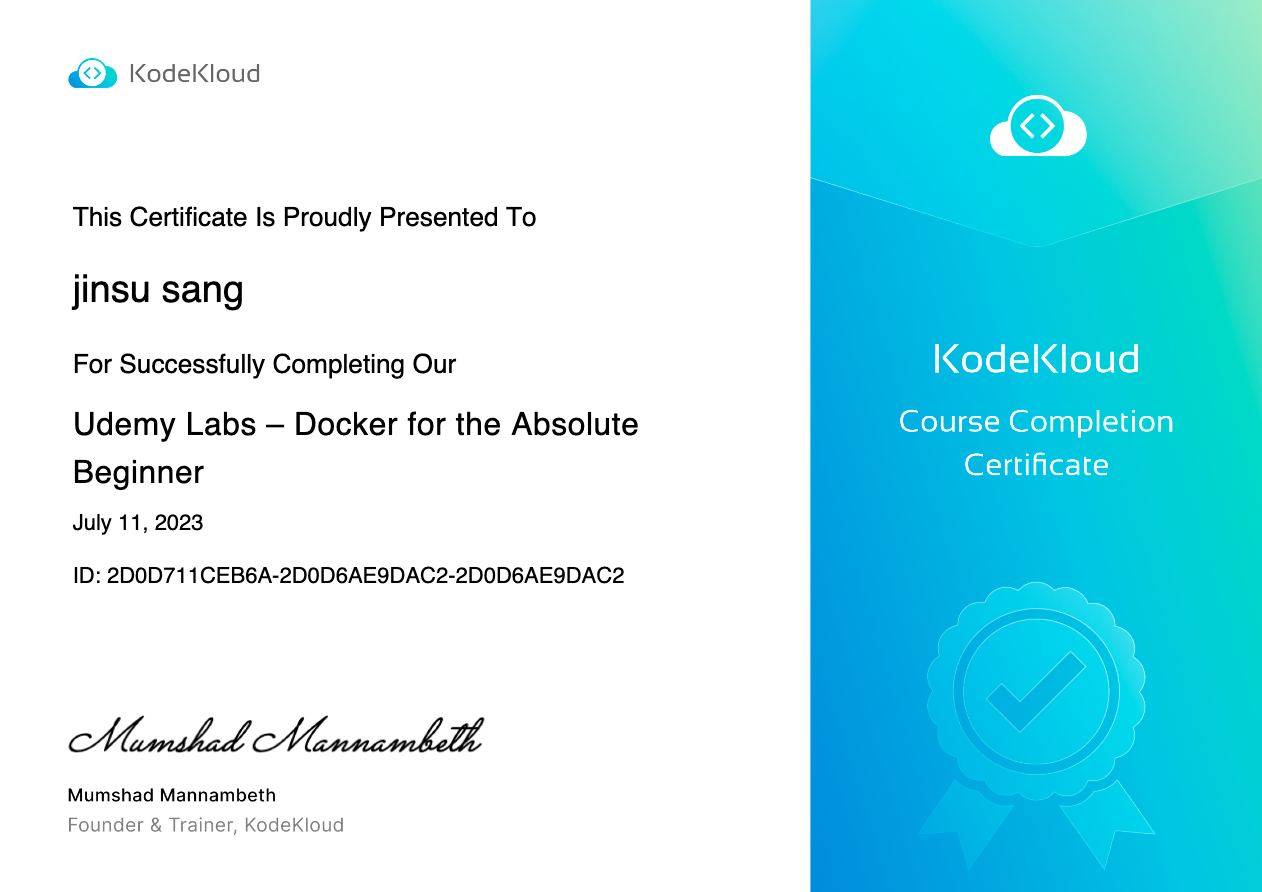 KodeKloud
This Certificate Is Proudly Presented To
jinsu sang
For Successfully Completing Our
Udemy Labs – Docker for the Absolute
Beginner
July 11, 2023
ID: 2D0D711CEB6A-2D0D6AE9DAC2-2D0D6AE9DAC2
Mumshad Mannambeth
Mumshad Mannambeth
Founder & Trainer, KodeKloud
KodeKloud
Course Completion
Certificate